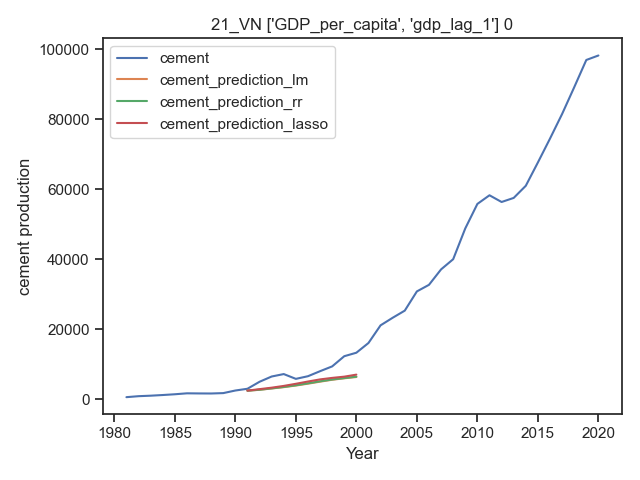 21_VN ['GDP_per_capita', 'gdp_lag_1'] 0
cement
cement_prediction_lm
cement_prediction_rr
cement_prediction_lasso
100000
80000
60000
40000
20000
0
cement production
1980 1985 1990 1995 2000 2005 2010 2015 2020
Year